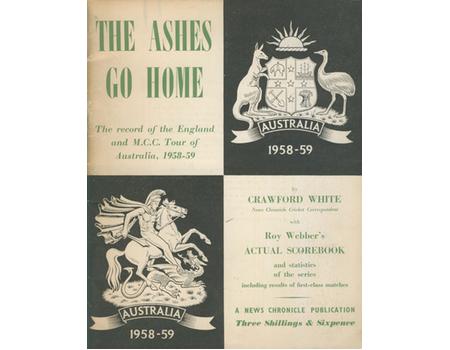 THE ASHES
GO HOME
The record of the England
and M.C.C. Tour of
Australia, 1958-59
AUSTRALIA
1958-59
AUSTRALIA
1958-59
by
CRAWFORD WHITE
News Chronicle Cricket Correspondent
with
Roy Webber's
ACTUAL SCOREBOOK
and statistics
of the series
including results of first-class matches
A NEWS CHRONICLE PUBLICATION
Three Shillings & Sixpence